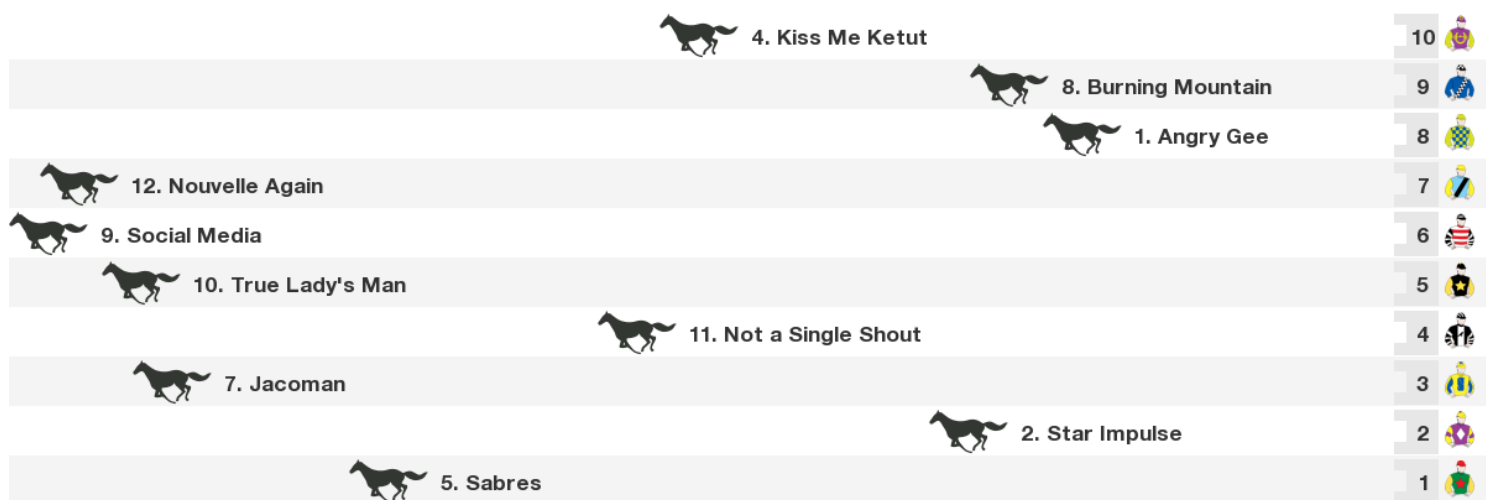 4. Kiss Me Ketut 10
8. Burning Mountain 9
1. Angry Gee 8
12. Nouvelle Again 7
9. Social Media 6
10. True Lady's Man 5
11. Not a Single Shout 4
7. Jacoman 3
2. Star Impulse 2
5. Sabres 1